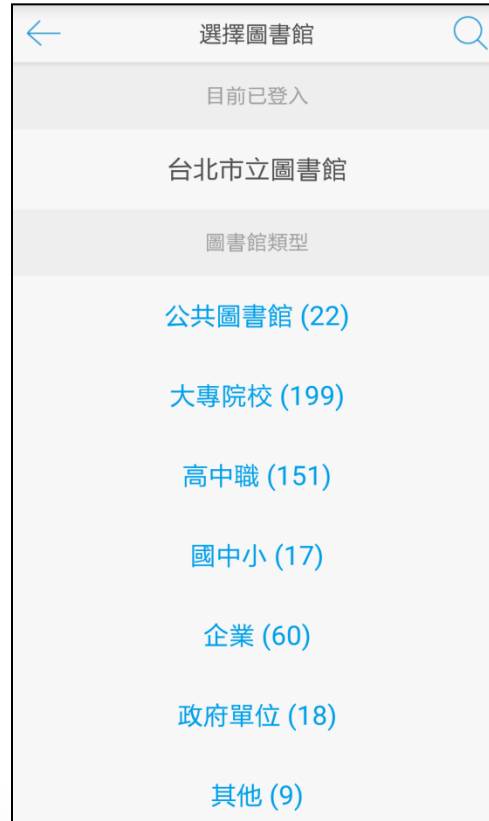 選擇圖書館
目前已登入
台北市立圖書館
圖書館類型
公共圖書館 (22)
大專院校 (199)
高中職 (151)
國中小 (17)
企業 (60)
政府單位 (18)
其他 (9)